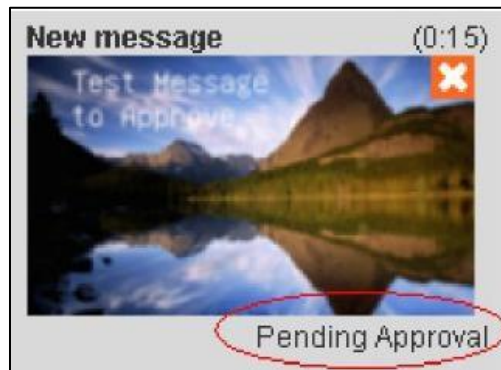 New message (0:15)
Test Message
to Approve
Pending Approval